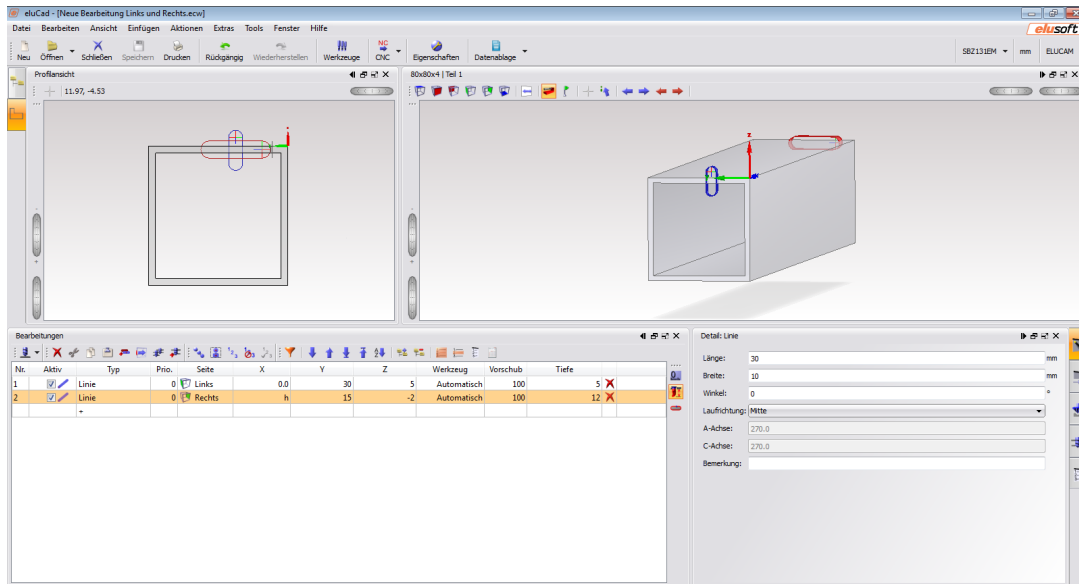 eluCad - [Neue Bearbeitung Links und Rechts.ecw]
Datei Bearbeiten Ansicht Einfügen Aktionen Extras Tools Fenster Hilfe
elusoft
NC
Neu Öffnen Schließen Speichern Drucken Rückgängig Wiederherstellen Werkzeuge CNC Eigenschaften Datenablage SBZ131EM mm ELUCAM
Profilansicht
80x80x4 | Teil 1
11.97, -4.53
z
Bearbeitungen
Detail: Linie
Nr. Aktiv Typ Prio. Seite X Y Z Werkzeug Vorschub Tiefe
1 Linie 0 Links 0.0 30 5 Automatisch 100 5
2 Linie 0 Rechts h 15 -2 Automatisch 100 12
+
Länge: 30 mm
Breite: 10 mm
Winkel: 0 °
Laufrichtung: Mitte
A-Achse: 270.0
C-Achse: 270.0
Bemerkung: